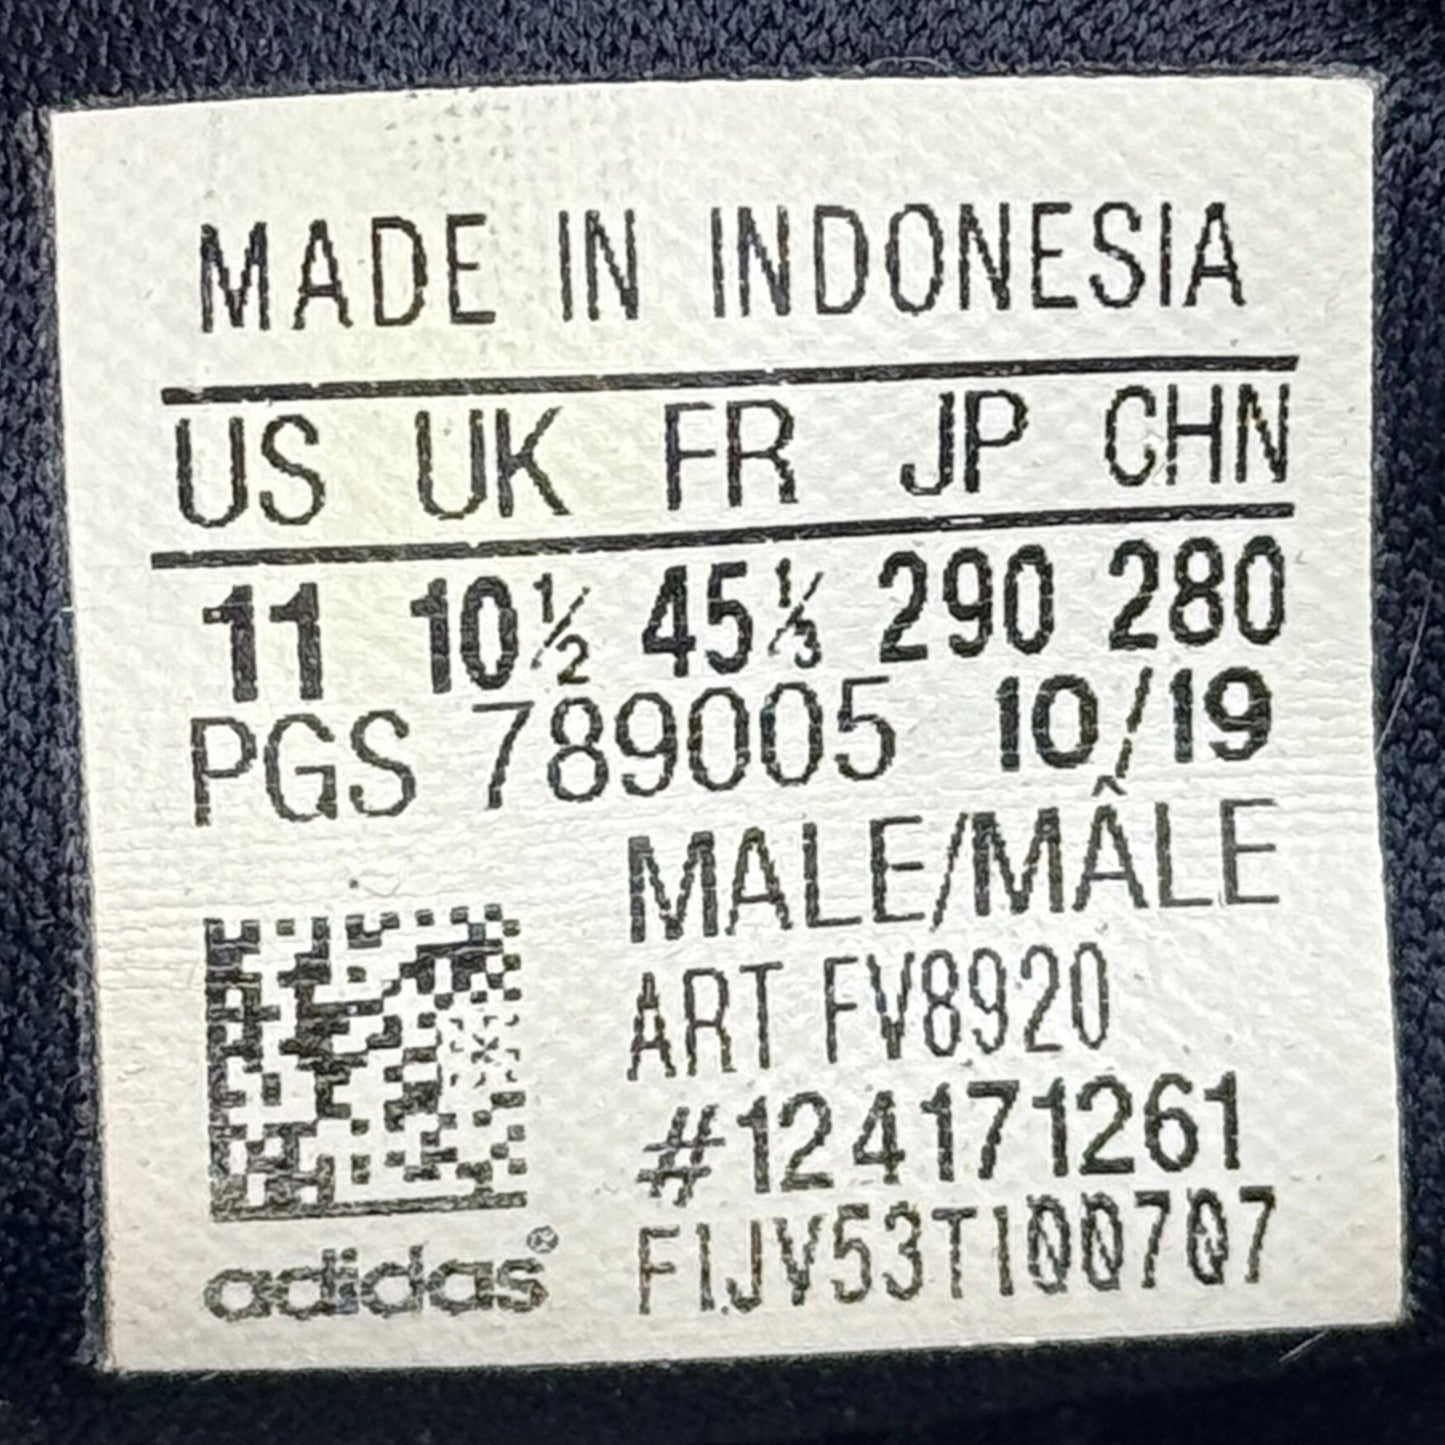 MADE IN INDONESIA
US UK FR JP CHN
11 10½ 45⅓ 290 280
PGS 789005 10/19
MALE/MÂLE
ART FV8920
#124171261
F1JV53T100707
adidas®